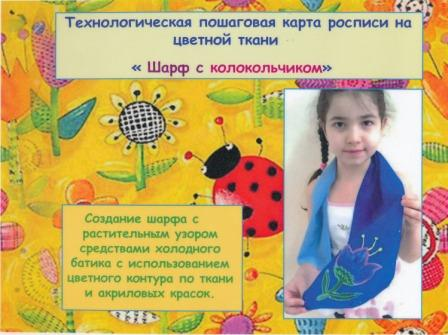 Технологическая пошаговая карта росписи на
цветной ткани
« Шарф с колокольчиком»
Создание шарфа с
растительным узором
средствами холодного
батика с использованием
цветного контура по ткани
и акриловых красок.